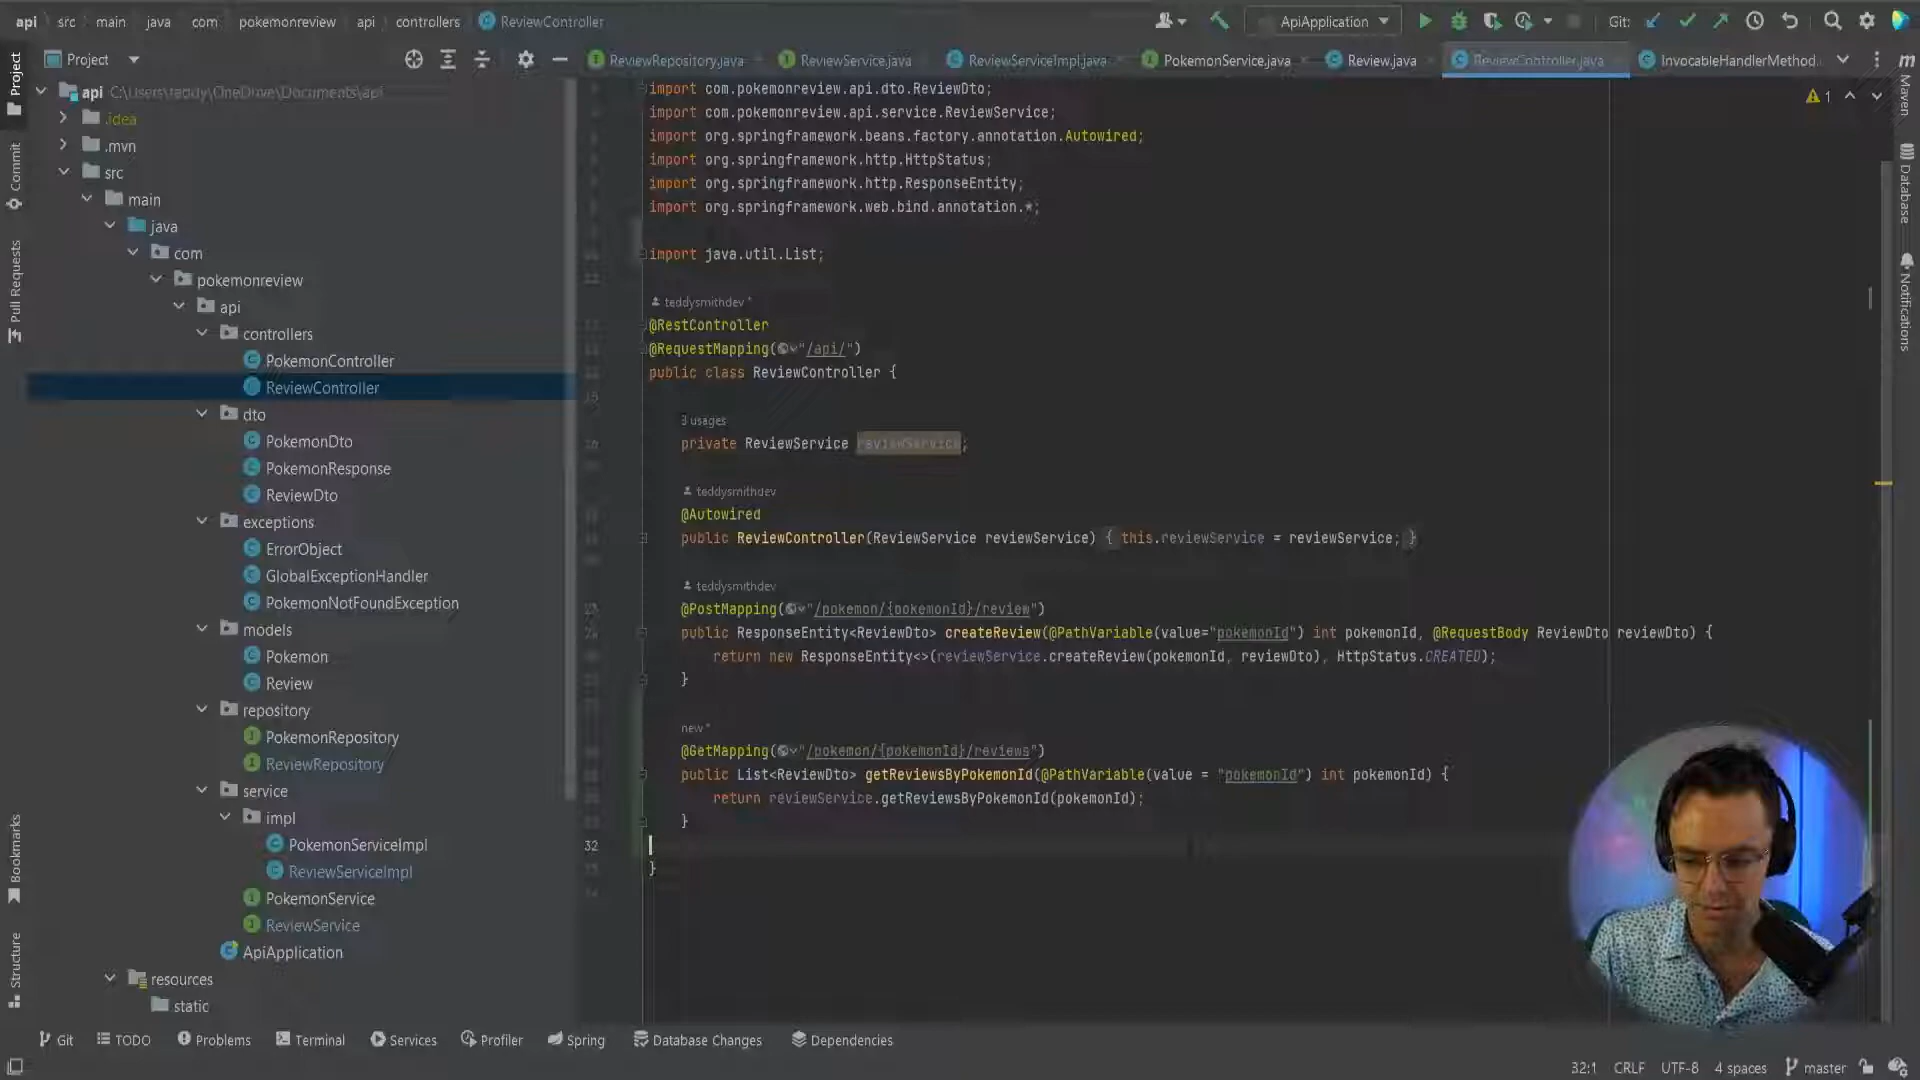 api
src
main
java
com
pokemonreview
api
controllers
ReviewController
ApiApplication
Git:
Project
ReviewRepository.java
ReviewService.java
ReviewServiceImpl.java
PokemonService.java
Review.java
ReviewController.java
InvocableHandlerMethod.
Project
Commit
Pull Requests
Bookmarks
Structure
api C:\Users\teddy\OneDrive\Documents\api
.idea
.mvn
src
main
java
com
pokemonreview
api
controllers
PokemonController
ReviewController
dto
PokemonDto
PokemonResponse
ReviewDto
exceptions
ErrorObject
GlobalExceptionHandler
PokemonNotFoundException
models
Pokemon
Review
repository
PokemonRepository
ReviewRepository
service
impl
PokemonServiceImpl
ReviewServiceImpl
PokemonService
ReviewService
ApiApplication
resources
static
import com.pokemonreview.api.dto.ReviewDto;
import com.pokemonreview.api.service.ReviewService;
import org.springframework.beans.factory.annotation.Autowired;
import org.springframework.http.HttpStatus;
import org.springframework.http.ResponseEntity;
import org.springframework.web.bind.annotation.*;
import java.util.List;
teddysmithdev *
@RestController
@RequestMapping("/api/")
public class ReviewController {
3 usages
private ReviewService reviewService;
teddysmithdev
@Autowired
public ReviewController(ReviewService reviewService) { this.reviewService = reviewService; }
teddysmithdev
@PostMapping("/pokemon/{pokemonId}/review")
public ResponseEntity<ReviewDto> createReview(@PathVariable(value="pokemonId") int pokemonId, @RequestBody ReviewDto reviewDto) {
return new ResponseEntity<>(reviewService.createReview(pokemonId, reviewDto), HttpStatus.CREATED);
}
new *
@GetMapping("/pokemon/{pokemonId}/reviews")
public List<ReviewDto> getReviewsByPokemonId(@PathVariable(value = "pokemonId") int pokemonId) {
return reviewService.getReviewsByPokemonId(pokemonId);
}
32
}
1
m
Maven
Database
Notifications
Git
TODO
Problems
Terminal
Services
Profiler
Spring
Database Changes
Dependencies
32:1
CRLF
UTF-8
4 spaces
master